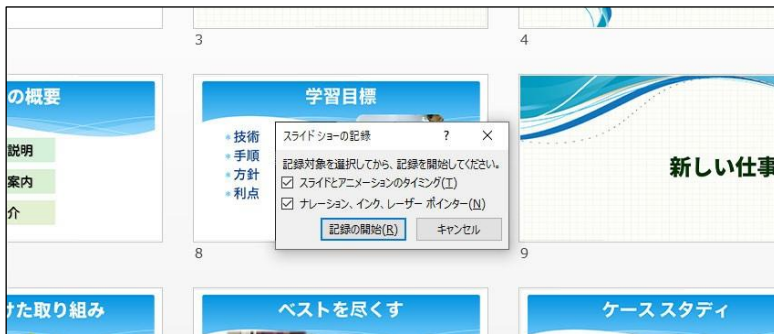 3
4
の概要
説明
案内
介
学習目標
技術
手順
方針
利点
スライド ショーの記録 ? ×
記録対象を選択してから、記録を開始してください。
スライドとアニメーションのタイミング(T)
ナレーション、インク、レーザー ポインター(N)
記録の開始(R) キャンセル
新しい仕事
8
9
けた取り組み
ベストを尽くす
ケース スタディ